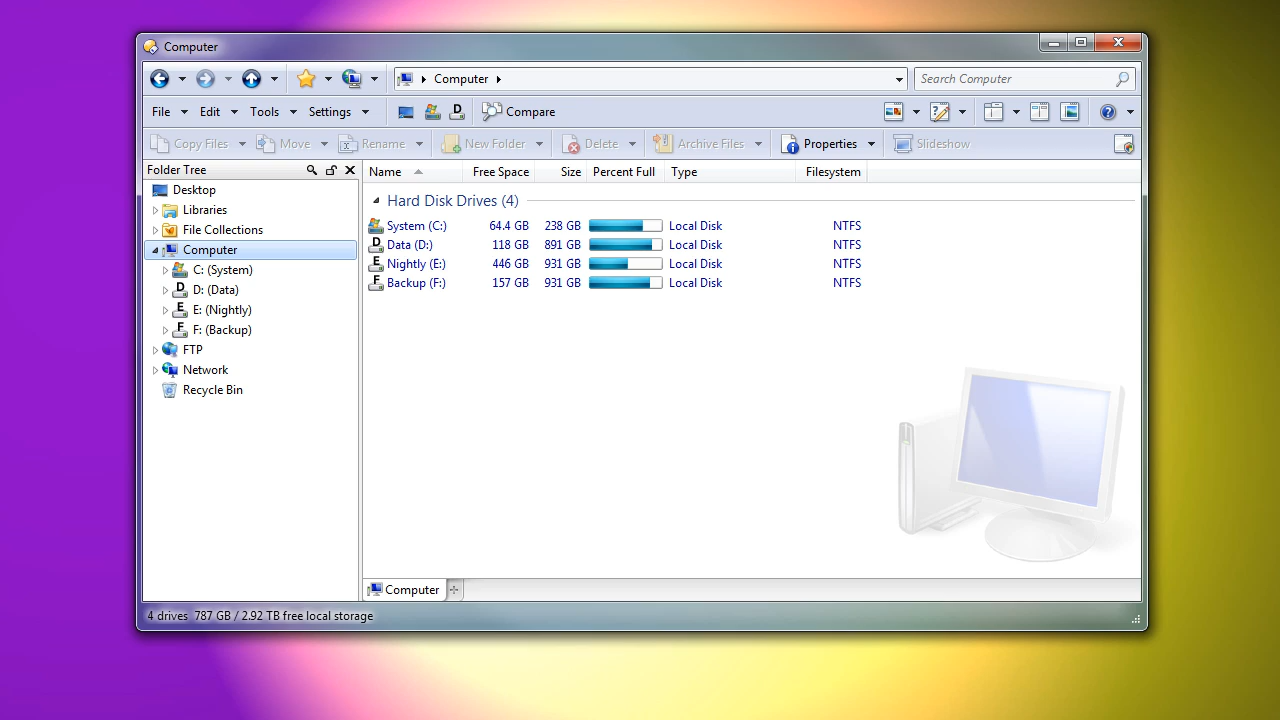 Computer
Computer
Search Computer
File Edit Tools Settings D Compare
Copy Files Move Rename New Folder Delete Archive Files Properties Slideshow
Folder Tree
Desktop
Libraries
File Collections
Computer
C: (System)
D D: (Data)
E E: (Nightly)
F F: (Backup)
FTP
Network
Recycle Bin
Name Free Space Size Percent Full Type Filesystem
Hard Disk Drives (4)
System (C:) 64.4 GB 238 GB Local Disk NTFS
D Data (D:) 118 GB 891 GB Local Disk NTFS
E Nightly (E:) 446 GB 931 GB Local Disk NTFS
F Backup (F:) 157 GB 931 GB Local Disk NTFS
Computer
4 drives 787 GB / 2.92 TB free local storage